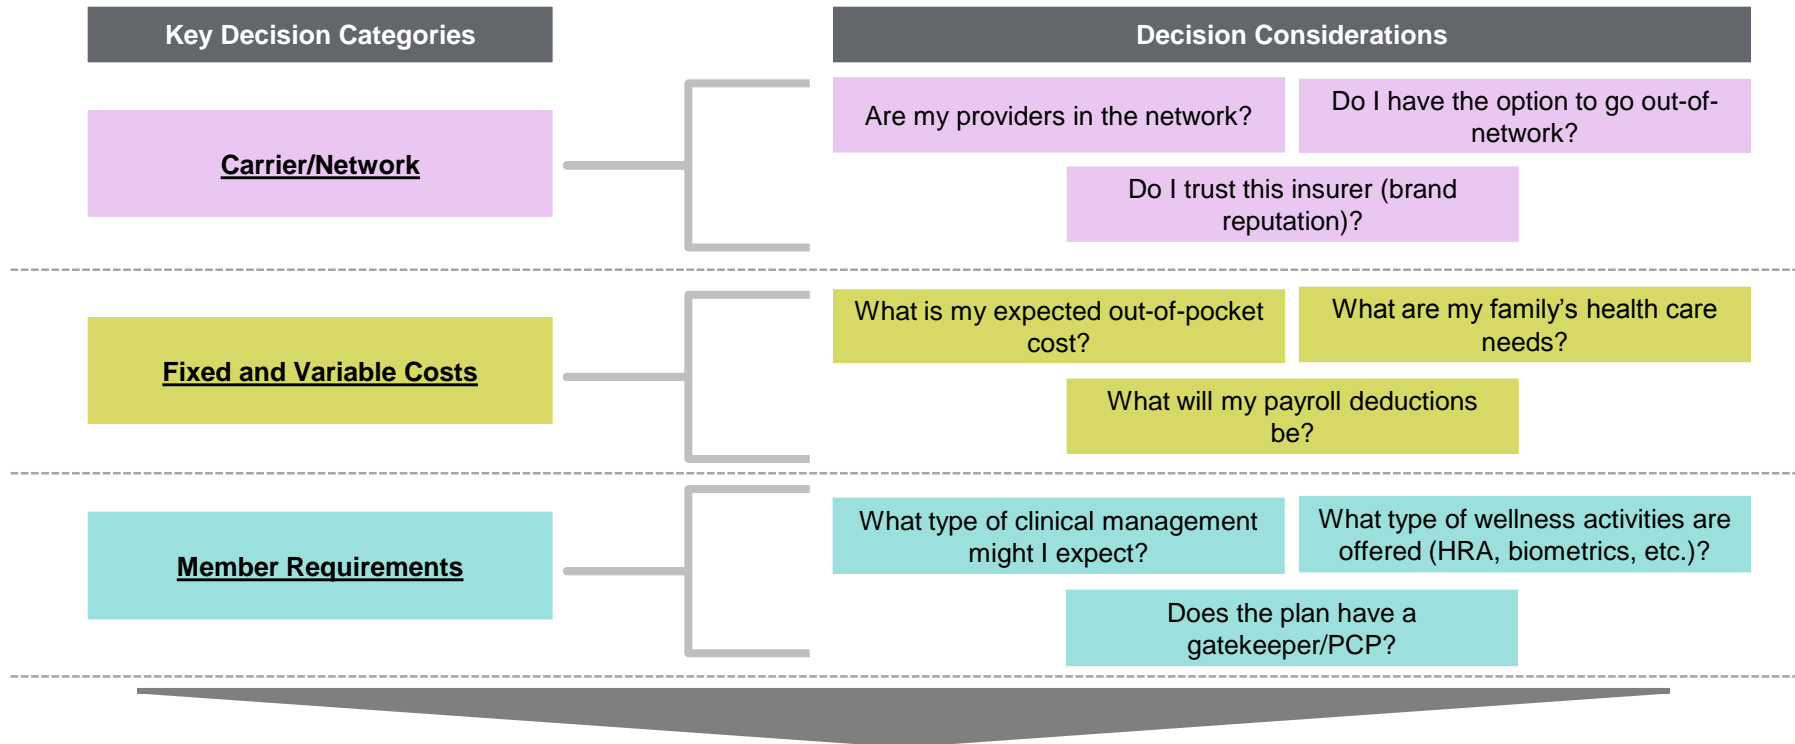 Key Decision Categories
Decision Considerations
Carrier/Network
Are my providers in the network?
Do I have the option to go out-of-
network?
Do I trust this insurer (brand
reputation)?
Fixed and Variable Costs
What is my expected out-of-pocket
cost?
What are my family’s health care
needs?
What will my payroll deductions
be?
Member Requirements
What type of clinical management
might I expect?
What type of wellness activities are
offered (HRA, biometrics, etc.)?
Does the plan have a
gatekeeper/PCP?